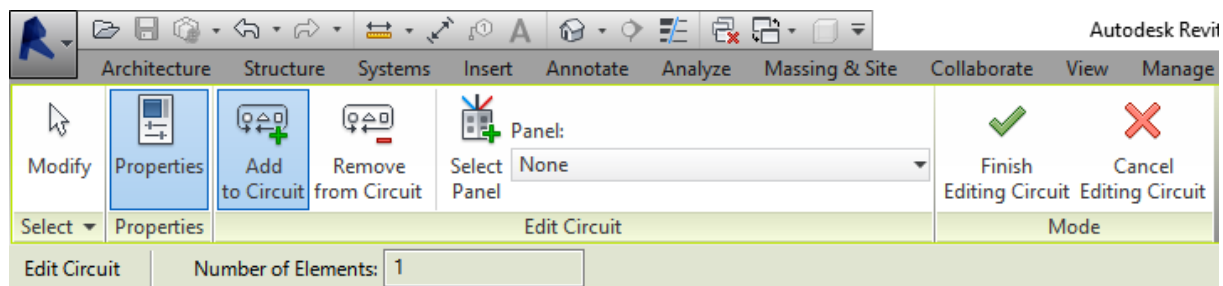 Autodesk Revit
Architecture Structure Systems Insert Annotate Analyze Massing & Site Collaborate View Manage
Modify
Properties
Add
to Circuit
Remove
from Circuit
Select
Panel
Panel:
None
Finish
Editing Circuit
Cancel
Editing Circuit
Select Properties Edit Circuit Mode
Edit Circuit Number of Elements: 1